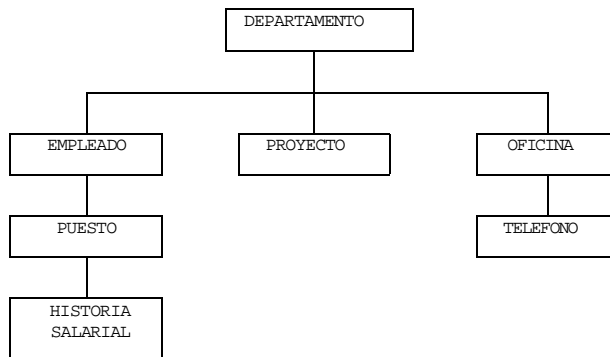 DEPARTAMENTO
EMPLEADO
PROYECTO
OFICINA
PUESTO
TELEFONO
HISTORIA
SALARIAL